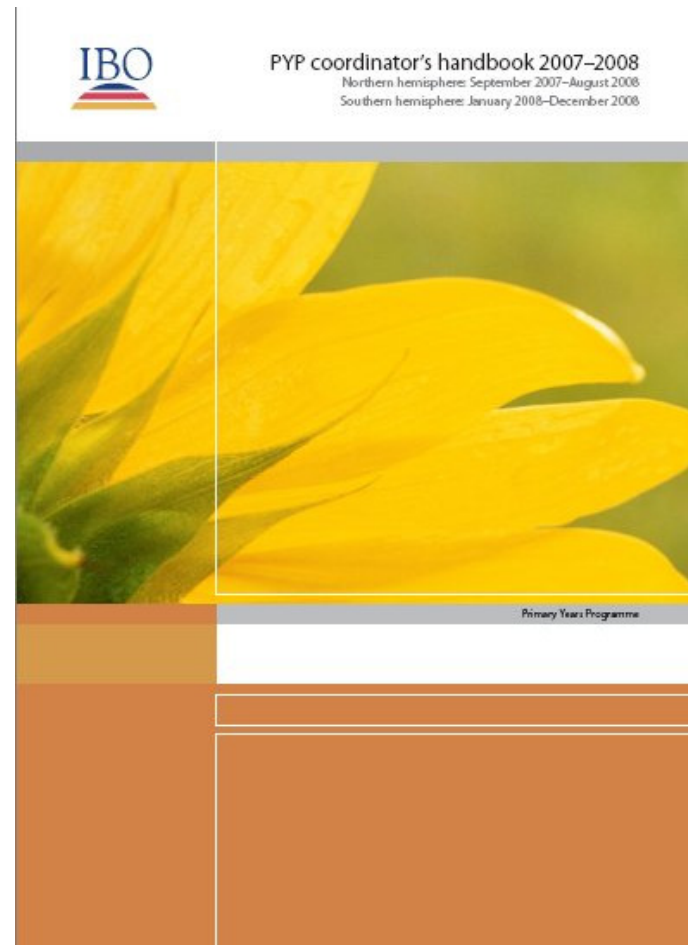 IBO
PYP coordinator's handbook 2007–2008
Northern hemisphere: September 2007–August 2008
Southern hemisphere: January 2008–December 2008
Primary Years Programme